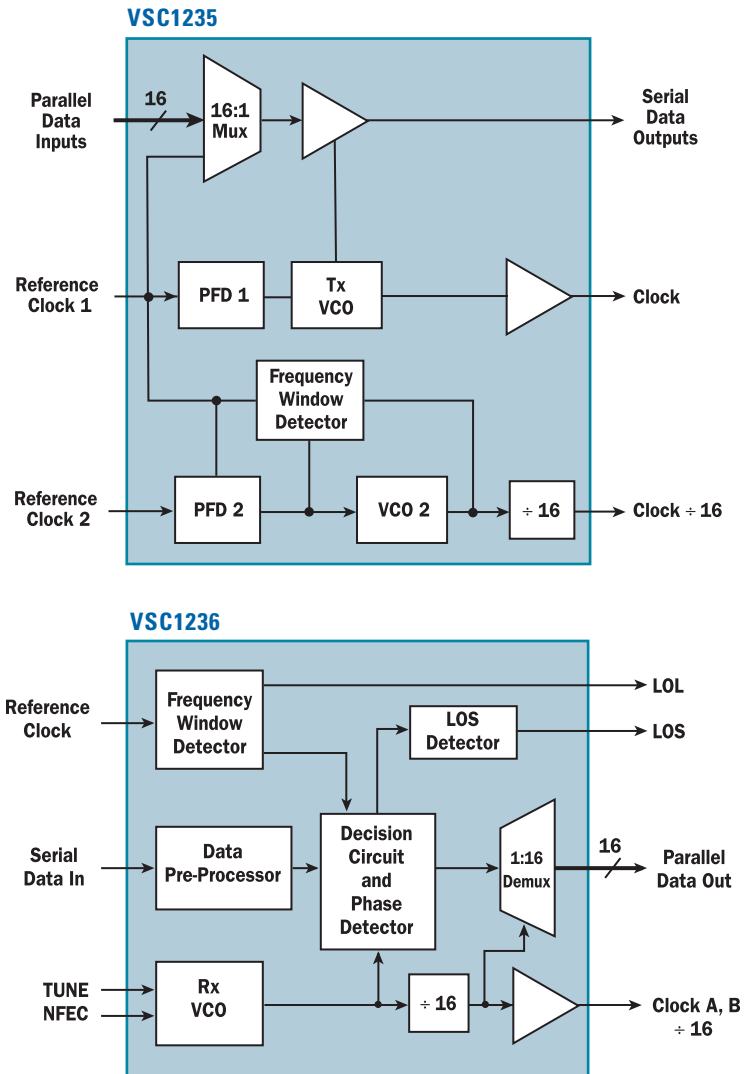 VSC1235
Parallel
Data
Inputs
16
16:1
Mux
Serial
Data
Outputs
Reference
Clock 1
PFD 1
Tx
VCO
Clock
Frequency
Window
Detector
Reference
Clock 2
PFD 2
VCO 2
÷ 16
Clock ÷ 16
VSC1236
Reference
Clock
Frequency
Window
Detector
LOL
LOS
Detector
LOS
Serial
Data In
Data
Pre-Processor
Decision
Circuit
and
Phase
Detector
1:16
Demux
16
Parallel
Data Out
TUNE
NFEC
Rx
VCO
÷ 16
Clock A, B
÷ 16